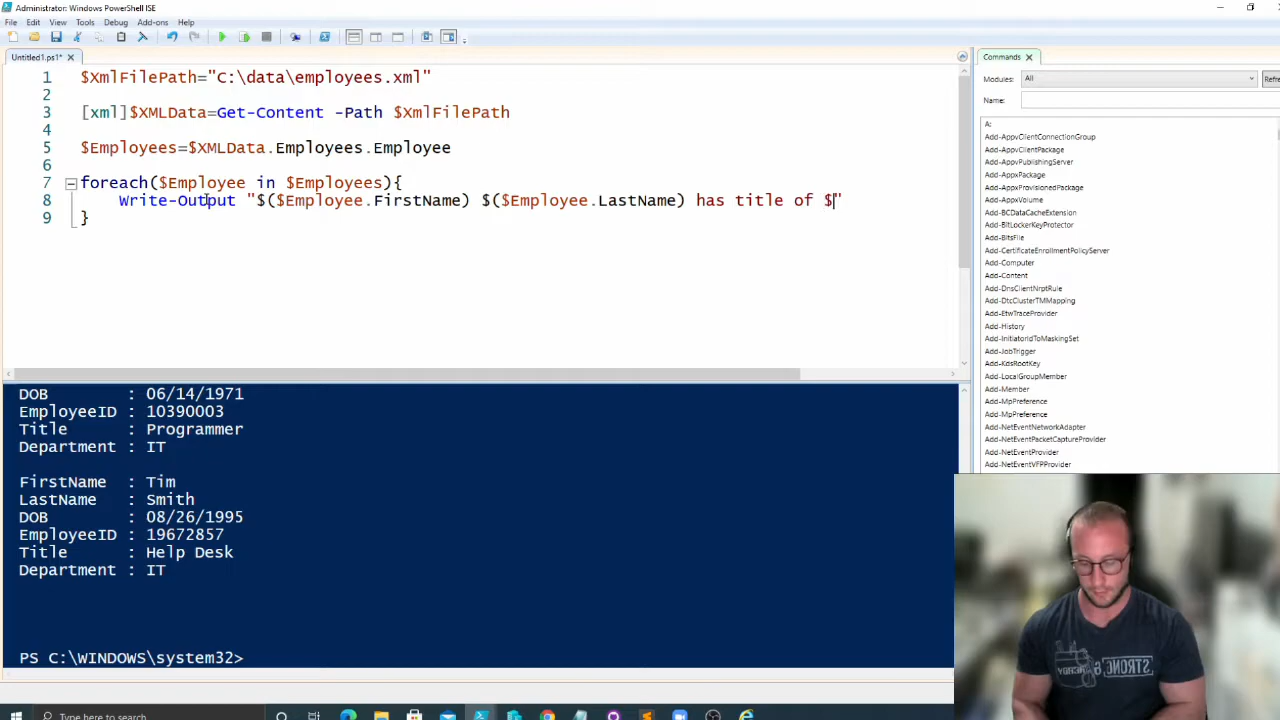 Administrator: Windows PowerShell ISE
File Edit View Tools Debug Add-ons Help
Untitled1.ps1*
1 $XmlFilePath="C:\data\employees.xml"
2
3 [xml]$XMLData=Get-Content -Path $XmlFilePath
4
5 $Employees=$XMLData.Employees.Employee
6
7 foreach($Employee in $Employees){
8 Write-Output "$($Employee.FirstName) $($Employee.LastName) has title of $"
9 }
DOB : 06/14/1971
EmployeeID : 10390003
Title : Programmer
Department : IT
FirstName : Tim
LastName : Smith
DOB : 08/26/1995
EmployeeID : 19672857
Title : Help Desk
Department : IT
PS C:\WINDOWS\system32>
Commands
Modules: All Refre
Name:
A:
Add-AppvClientConnectionGroup
Add-AppvClientPackage
Add-AppvPublishingServer
Add-AppxPackage
Add-AppxProvisionedPackage
Add-AppxVolume
Add-BCDataCacheExtension
Add-BitLockerKeyProtector
Add-BitsFile
Add-CertificateEnrollmentPolicyServer
Add-Computer
Add-Content
Add-DnsClientNrptRule
Add-DtcClusterTMMapping
Add-EtwTraceProvider
Add-History
Add-InitiatorIdToMaskingSet
Add-JobTrigger
Add-KdsRootKey
Add-LocalGroupMember
Add-Member
Add-MpPreference
Add-MpPreference
Add-NetEventNetworkAdapter
Add-NetEventPacketCaptureProvider
Add-NetEventProvider
Add-NetEventVFPProvider
STRONG
Type here to search